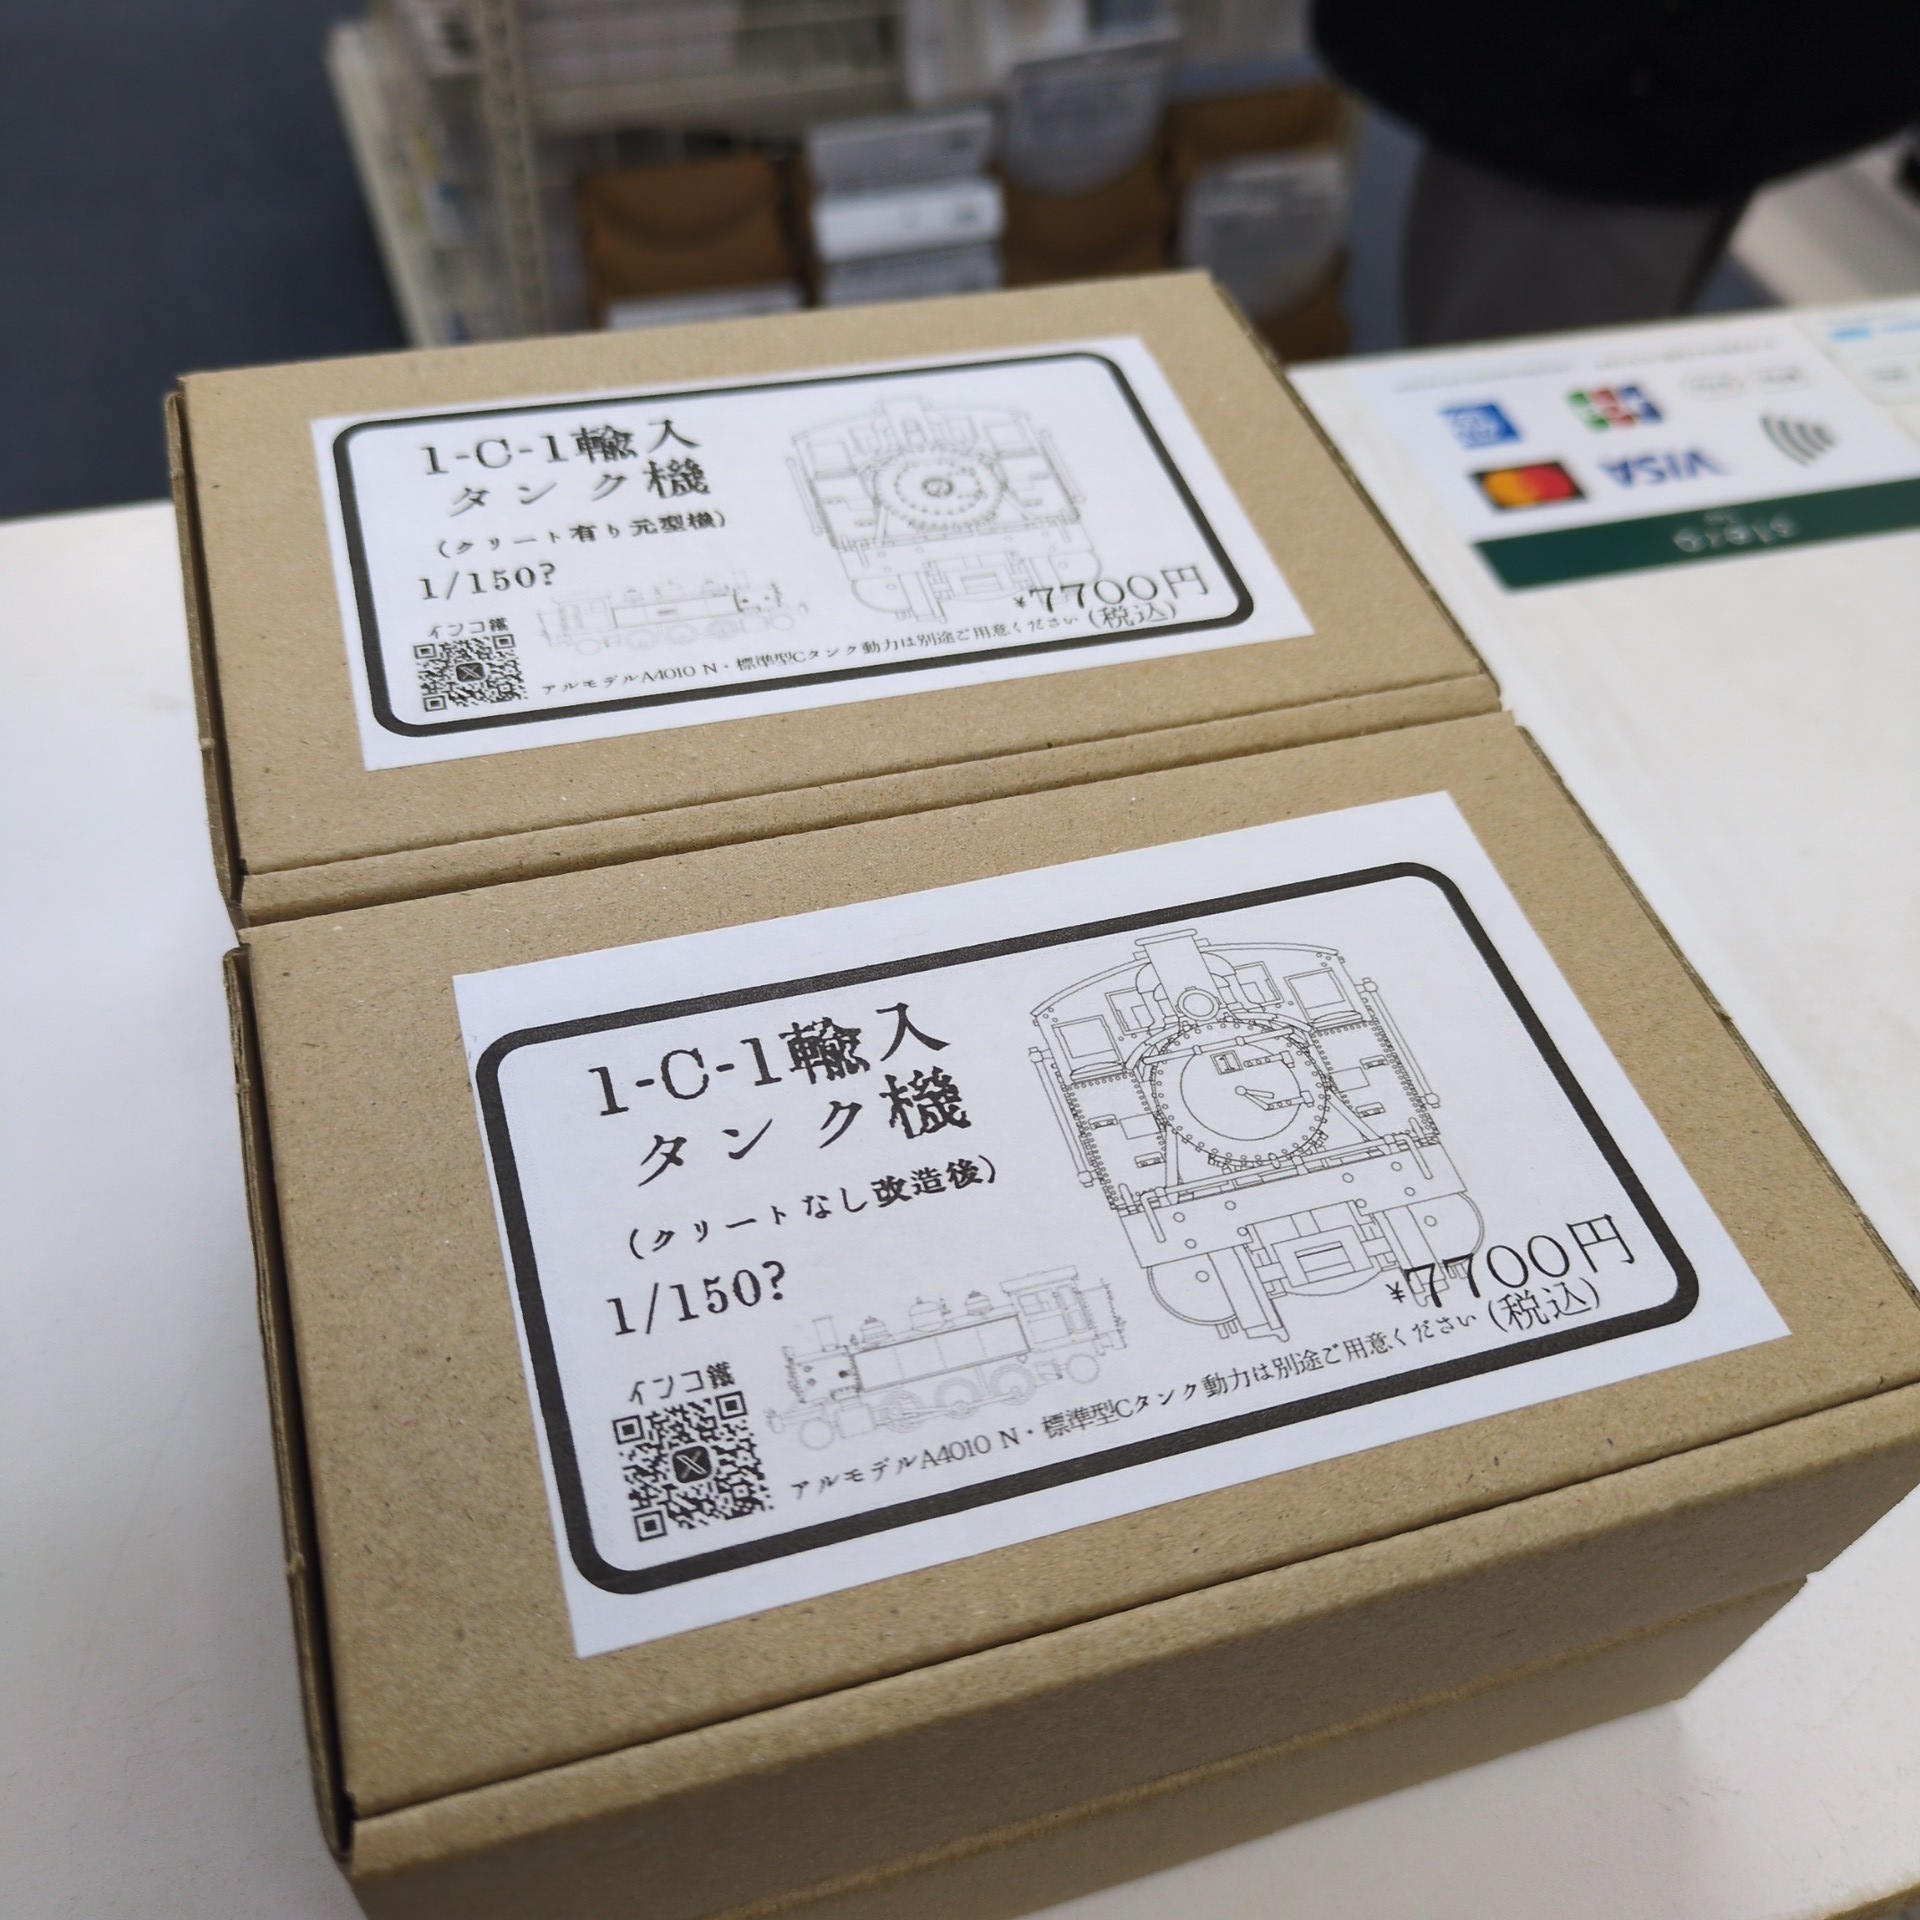 1-C-1輸入
タンク機
(クリート有り元型機)
1/150?
¥7700円
(税込)
インコ鐵
アルモデルA4010 N・標準型Cタンク動力は別途ご用意ください
1-C-1輸入
タンク機
(クリートなし改造後)
1/150?
1
¥7700円
(税込)
インコ鐵
アルモデルA4010 N・標準型Cタンク動力は別途ご用意ください
JCB
VISA